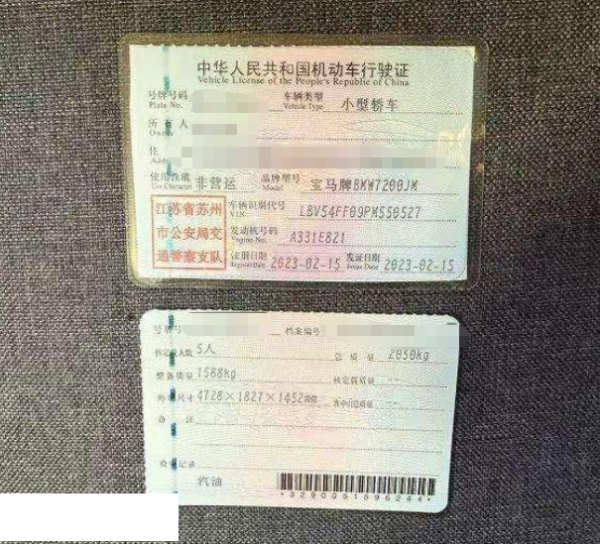 中华人民共和国机动车行驶证
Vehicle License of the People's Republic of China
号牌号码 车辆类型 小型轿车
Plate No. Vehicle Type
所有人
Owner
住
Addr
使用性质 非营运 品牌型号 宝马牌BMW7200JM
Use Character Model
江苏省苏州 车辆识别代号 LBV54FF09PM550527
VIN
市公安局交 发动机号码 A331E821
Engine No.
通警察支队 注册日期 2023-02-15 发证日期 2023-02-15
Register Date Issue Date
号牌号 档案编号
核定载人数 5人 总质量 2050kg
整备质量 1588kg 核定载质量 --
外廓尺寸 4728×1827×1452mm 准牵引总质量 --
备注
检验记录
汽油
*3290051596244*